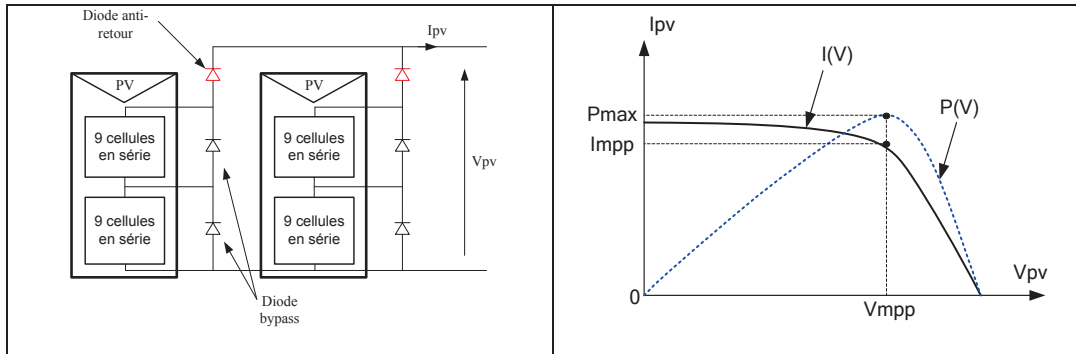 Diode anti-
retour
Ipv
PV
PV
9 cellules
en série
9 cellules
en série
Vpv
9 cellules
en série
9 cellules
en série
Diode
bypass
Ipv
I(V)
Pmax
P(V)
Impp
0
Vpv
Vmpp